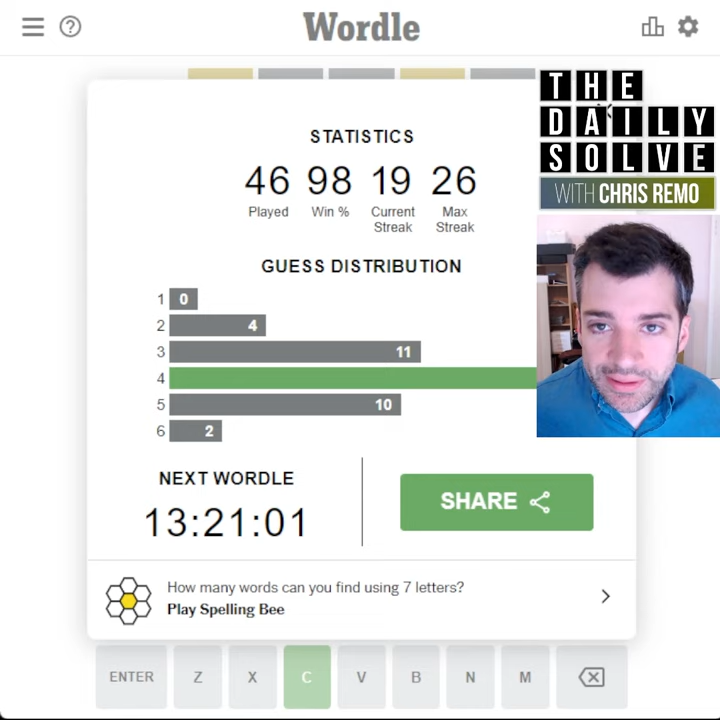 Wordle
THE
DAILY
SOLVE
WITH CHRIS REMO
STATISTICS
46 98 19 26
Played Win % Current Streak Max Streak
GUESS DISTRIBUTION
1 0
2 4
3 11
4
5 10
6 2
NEXT WORDLE
13:21:01
SHARE
How many words can you find using 7 letters?
Play Spelling Bee
ENTER Z X C V B N M